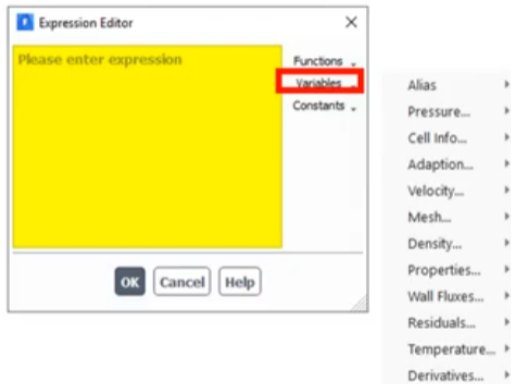 Expression Editor
Please enter expression
Functions
Variables
Constants
OK Cancel Help
Alias
Pressure...
Cell Info...
Adaption...
Velocity...
Mesh...
Density...
Properties...
Wall Fluxes...
Residuals...
Temperature...
Derivatives...